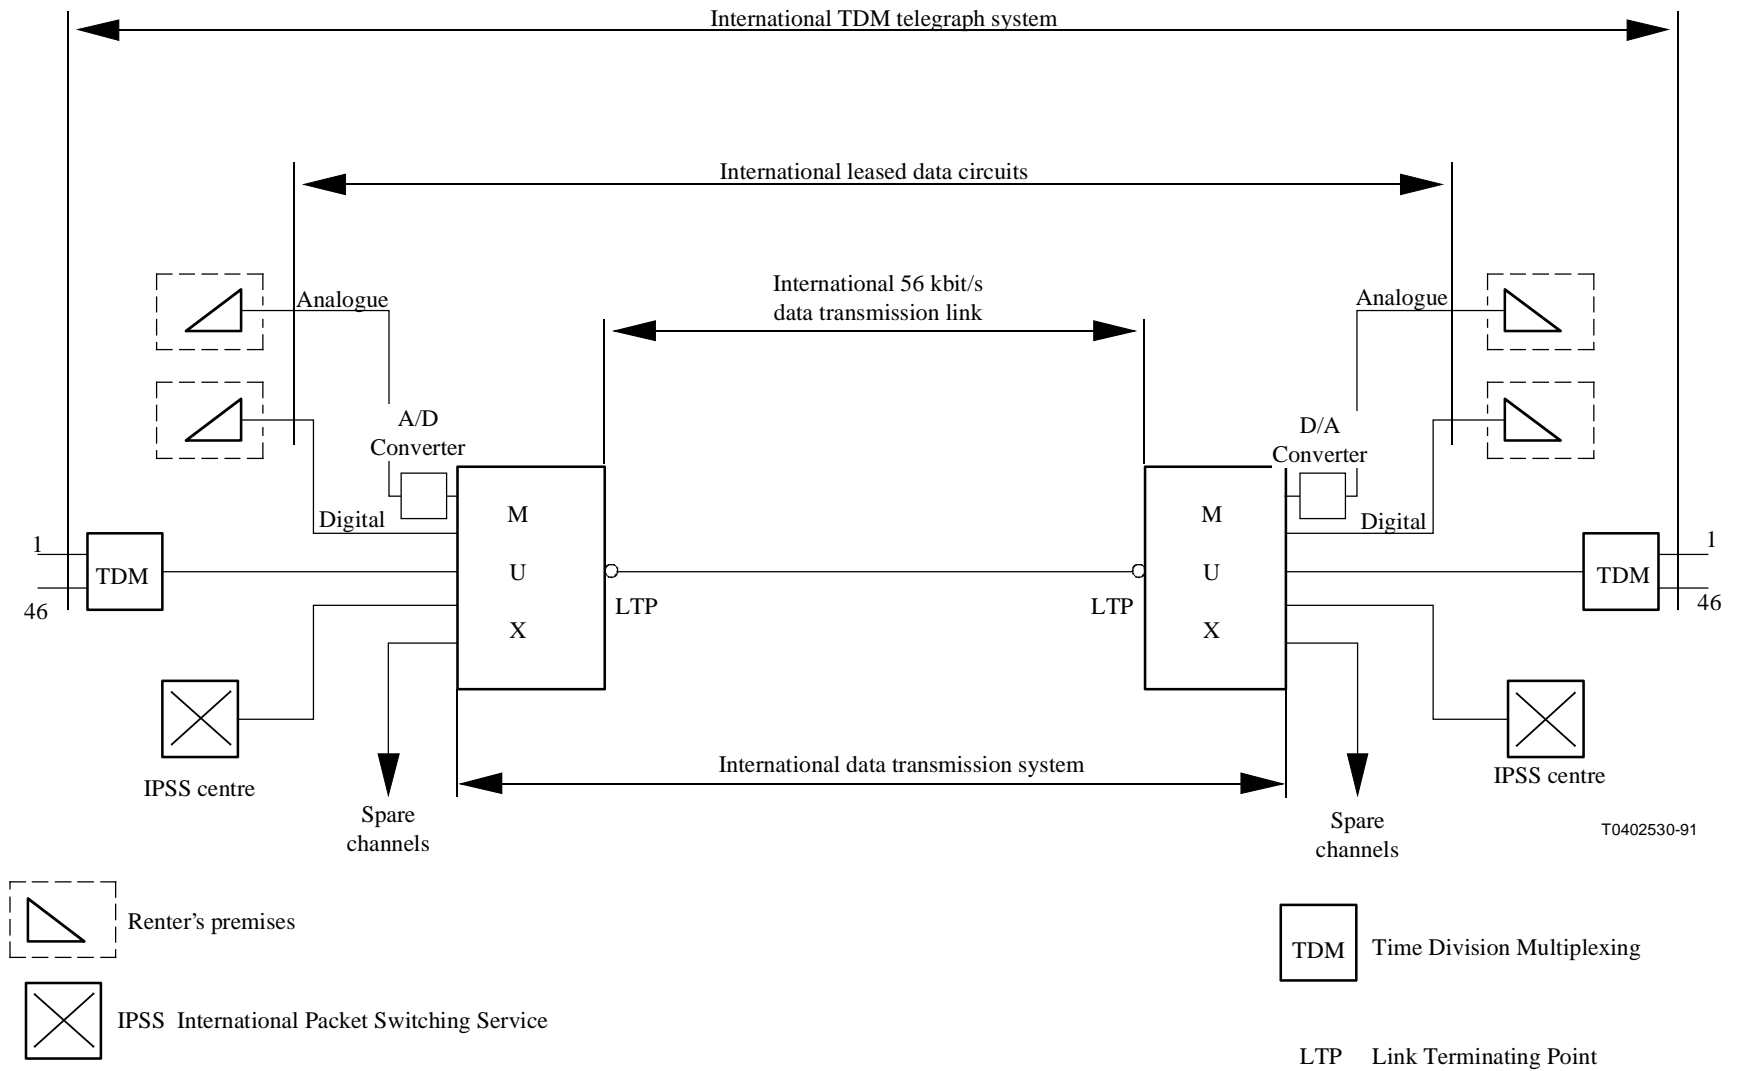 International TDM telegraph system
International leased data circuits
International 56 kbit/s
data transmission link
Analogue
Analogue
A/D
Converter
D/A
Converter
Digital
Digital
M
U
X
M
U
X
1
TDM
46
1
TDM
46
LTP
LTP
IPSS centre
IPSS centre
International data transmission system
Spare
channels
Spare
channels
T0402530-91
Renter's premises
TDM
Time Division Multiplexing
IPSS International Packet Switching Service
LTP
Link Terminating Point